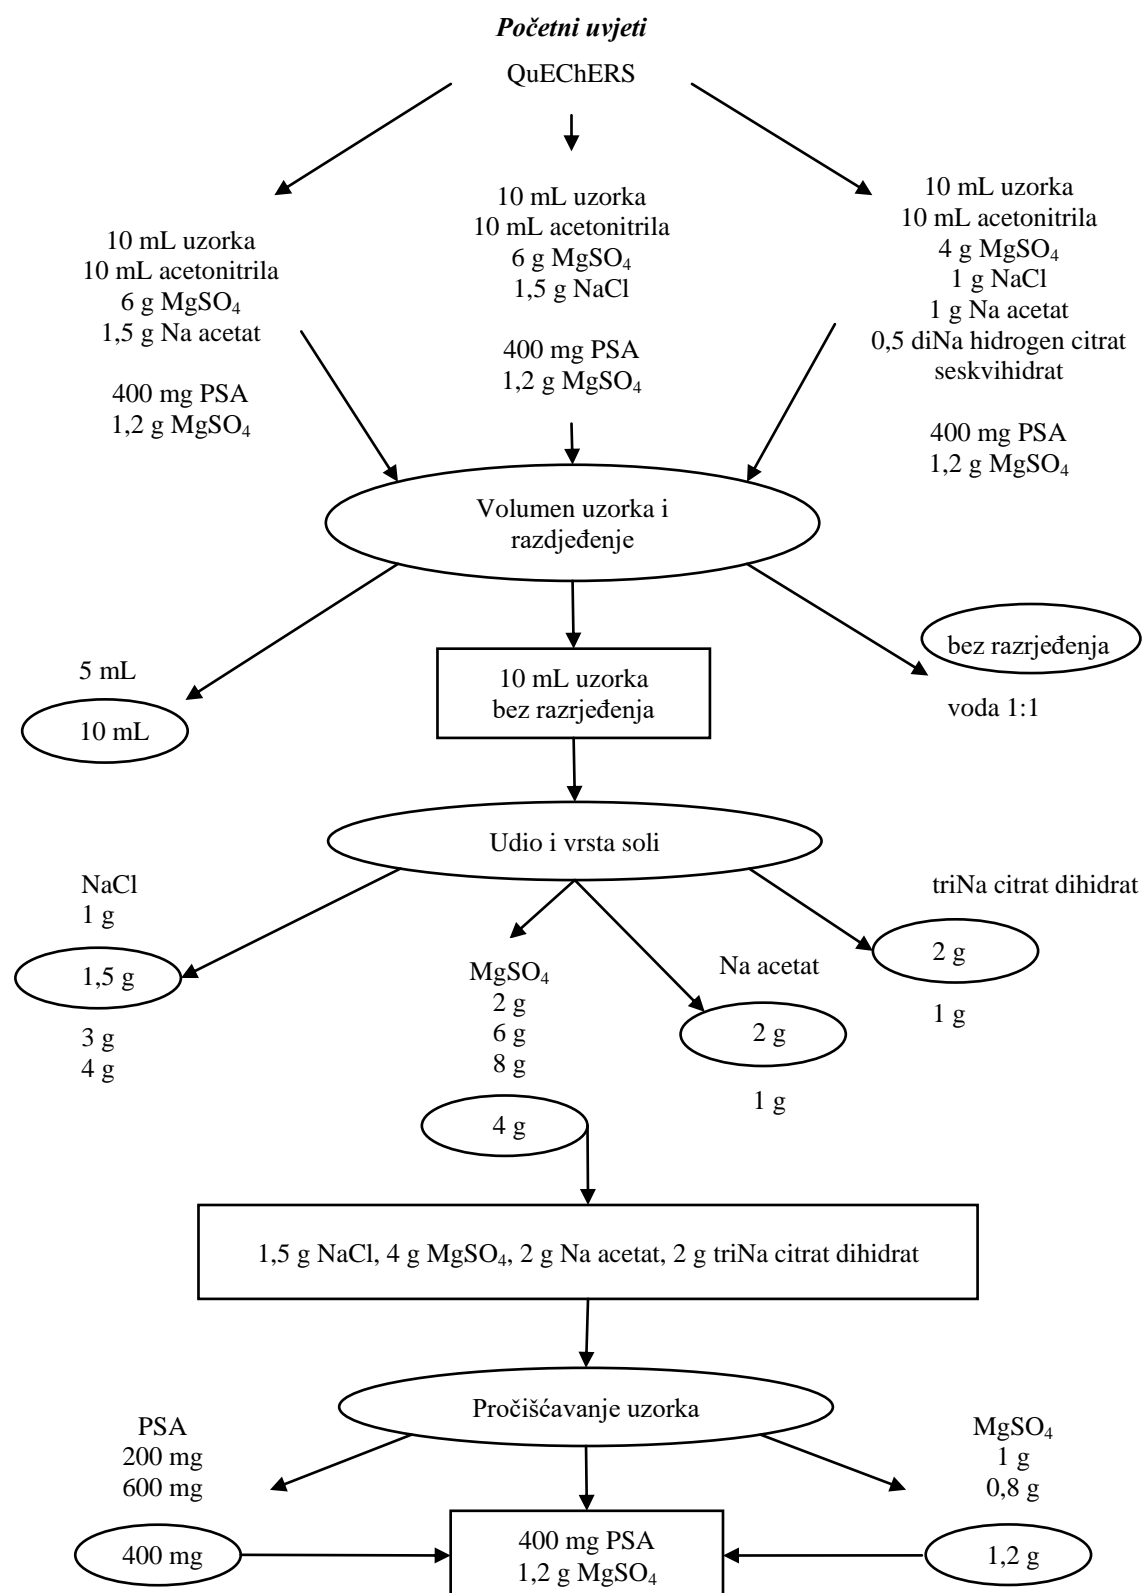 Početni uvjeti
QuEChERS
10 mL uzorka
10 mL acetonitrila
6 g MgSO₄
1,5 g Na acetat
400 mg PSA
1,2 g MgSO₄
10 mL uzorka
10 mL acetonitrila
6 g MgSO₄
1,5 g NaCl
400 mg PSA
1,2 g MgSO₄
10 mL uzorka
10 mL acetonitrila
4 g MgSO₄
1 g NaCl
1 g Na acetat
0,5 diNa hidrogen citrat
seskvihidrat
400 mg PSA
1,2 g MgSO₄
Volumen uzorka i
razdjeđenje
5 mL
10 mL
10 mL uzorka
bez razrjeđenja
bez razrjeđenja
voda 1:1
Udio i vrsta soli
NaCl
1 g
1,5 g
3 g
4 g
MgSO₄
2 g
6 g
8 g
4 g
Na acetat
2 g
1 g
triNa citrat dihidrat
2 g
1 g
1,5 g NaCl, 4 g MgSO₄, 2 g Na acetat, 2 g triNa citrat dihidrat
Pročišćavanje uzorka
PSA
200 mg
600 mg
400 mg
400 mg PSA
1,2 g MgSO₄
MgSO₄
1 g
0,8 g
1,2 g